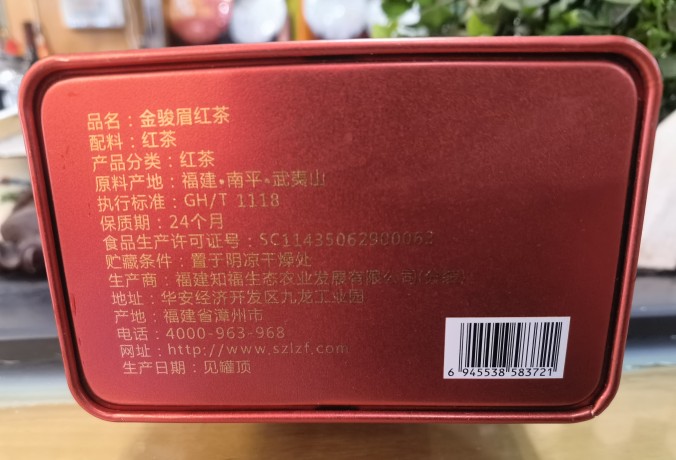 品名：金骏眉红茶
配料：红茶
产品分类：红茶
原料产地：福建·南平·武夷山
执行标准：GH/T 1118
保质期：24个月
食品生产许可证号：SC11435062900063
贮藏条件：置于阴凉干燥处
生产商：福建知福生态农业发展有限公司(分装)
地址：华安经济开发区九龙工业园
产地：福建省漳州市
电话：4000-963-968
网址：http://www.szlzf.com
生产日期：见罐顶
6 945538 583721